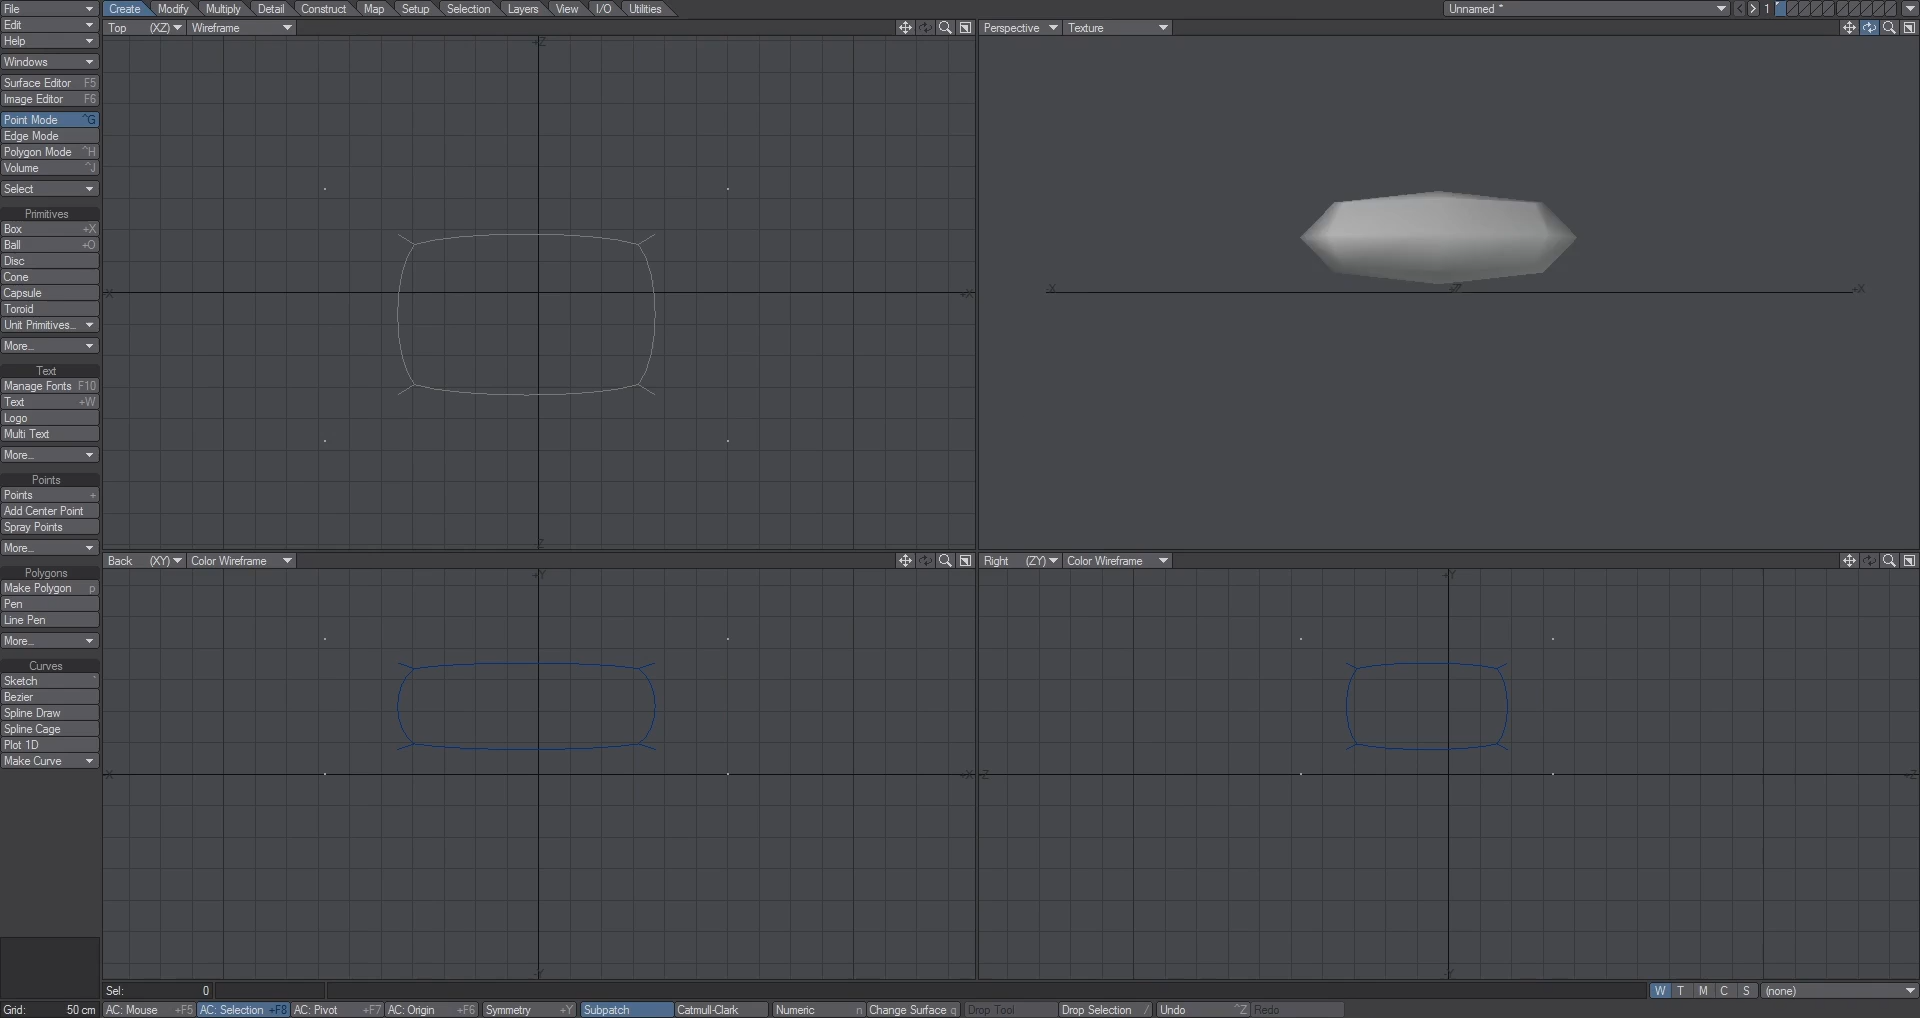 File Create Modify Multiply Detail Construct Map Setup Selection Layers View I/O Utilities Unnamed * < > 1
Edit Top (XZ) Wireframe Perspective Texture
Help
Windows
Surface Editor F5
Image Editor F6
Point Mode ^G
Edge Mode
Polygon Mode ^H
Volume ^J
Select
Primitives
Box +X
Ball +O
Disc
Cone
Capsule
Toroid
Unit Primitives...
More...
Text
Manage Fonts F10
Text +W
Logo
Multi Text
More...
Points
Points +
Add Center Point
Spray Points
More...
Back (XY) Color Wireframe Right (ZY) Color Wireframe
Polygons
Make Polygon p
Pen
Line Pen
More...
Curves
Sketch
Bezier
Spline Draw
Spline Cage
Plot 1D
Make Curve
Sel: 0 W T M C S (none)
Grid: 50 cm AC: Mouse +F5 AC: Selection +F8 AC: Pivot +F7 AC: Origin +F6 Symmetry +Y Subpatch Catmull-Clark Numeric n Change Surface q Drop Tool Drop Selection / Undo ^Z Redo